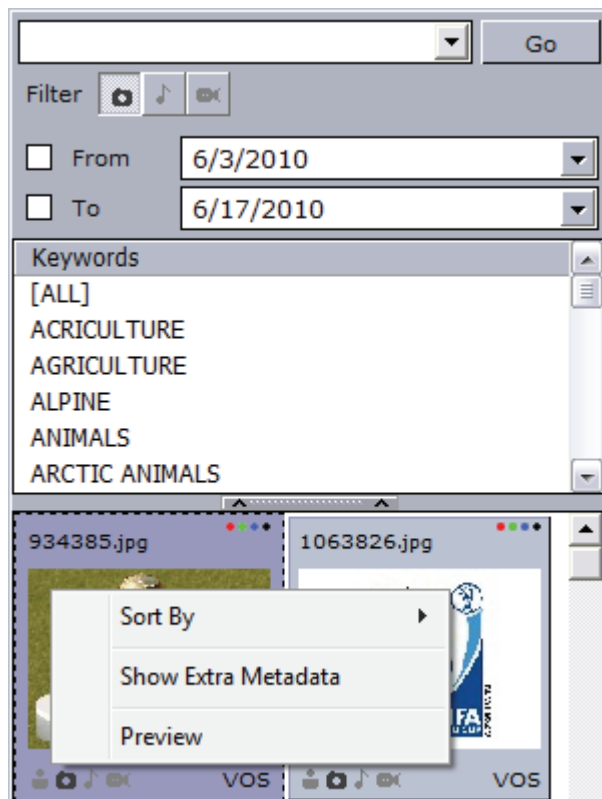 Go
Filter
From 6/3/2010
To 6/17/2010
Keywords
[ALL]
ACRICULTURE
AGRICULTURE
ALPINE
ANIMALS
ARCTIC ANIMALS
934385.jpg
1063826.jpg
Sort By
Show Extra Metadata
Preview
FA
VOS
VOS